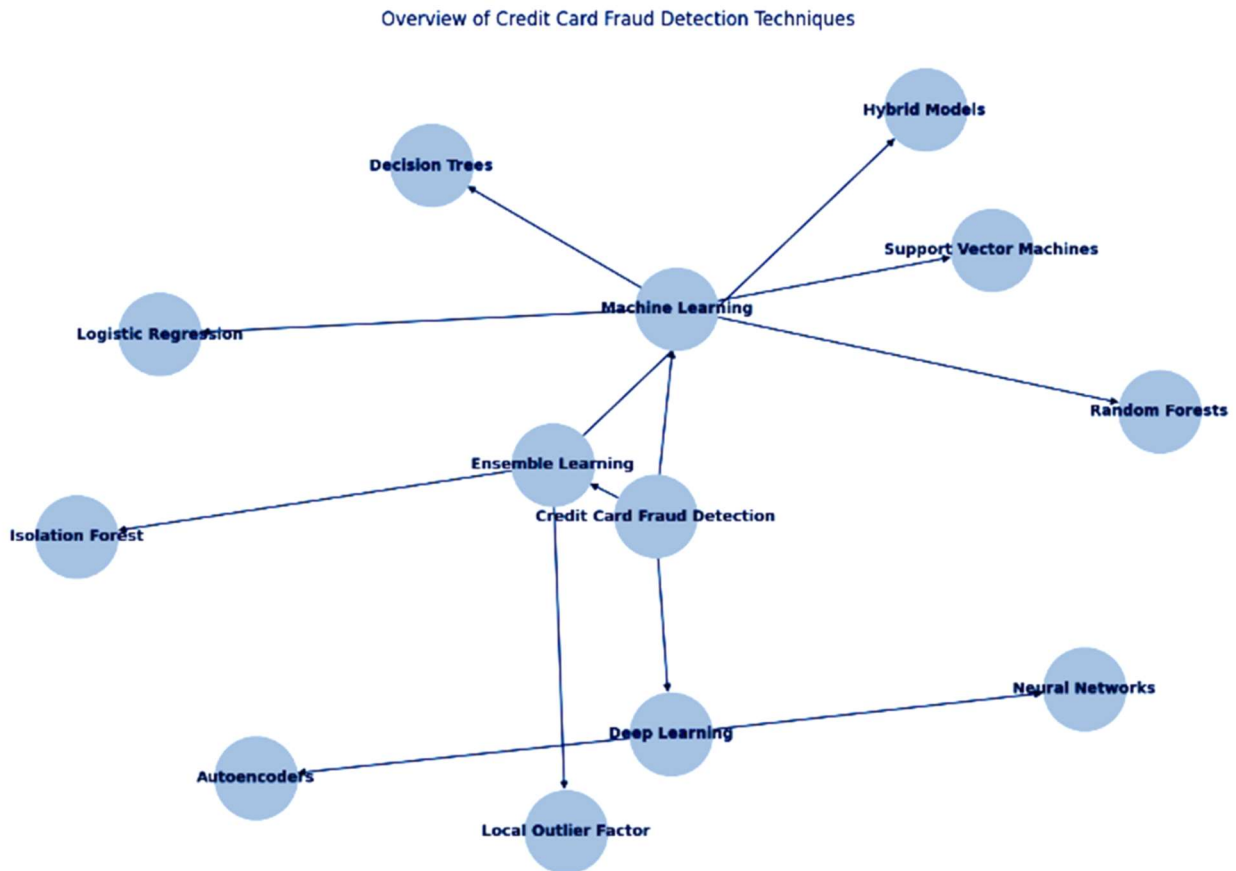 Overview of Credit Card Fraud Detection Techniques
Hybrid Models
Decision Trees
Support Vector Machines
Machine Learning
Logistic Regression
Random Forests
Ensemble Learning
Credit Card Fraud Detection
Isolation Forest
Neural Networks
Deep Learning
Autoencoders
Local Outlier Factor